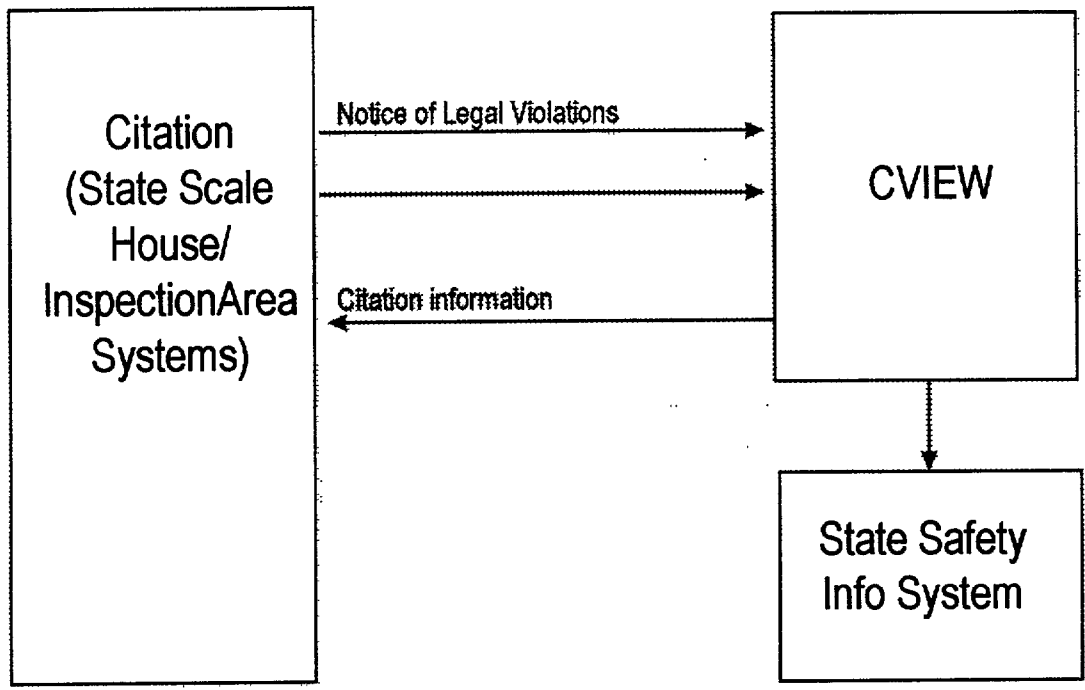 Citation
(State Scale
House/
InspectionArea
Systems)
Notice of Legal Violations
Citation information
CVIEW
State Safety
Info System